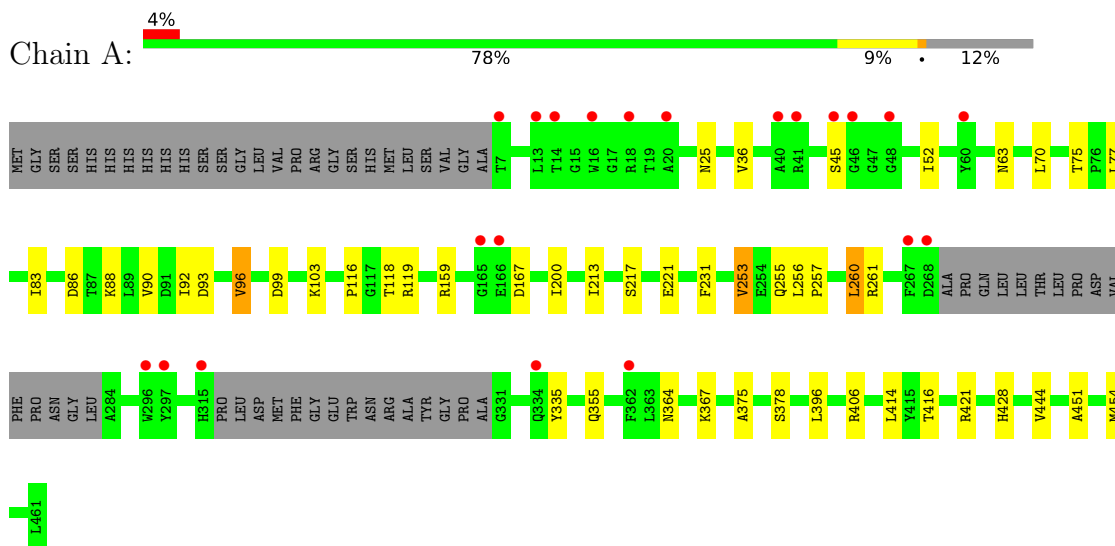 4%
Chain A:
78% 9% • 12%
MET GLY SER SER HIS HIS HIS HIS HIS HIS SER SER GLY LEU VAL PRO ARG GLY SER HIS MET LEU SER VAL GLY ALA T7 L13 T14 G15 W16 G17 R18 T19 A20 N25 V36 A40 R41 S45 G46 G47 G48 I52 Y60 N63 L70 T75 P76 L77
I83 D86 T87 K88 L89 V90 D91 I92 D93 V96 D99 K103 P116 G117 T118 R119 R159 G165 E166 D167 I200 I213 S217 E221 F231 V253 E254 Q255 L256 P257 L260 R261 F267 D268 ALA PRO GLN LEU LEU THR LEU PRO ASP VAL
PHE PRO ASN GLY LEU A284 W296 Y297 H315 PRO LEU ASP MET PHE GLY GLU TRP ASN ARG ALA TYR GLY PRO ALA G331 Q334 Y335 Q355 F362 L363 N364 K367 A375 S378 L396 R406 L414 Y415 T416 R421 H428 V444 A451 M454
L461